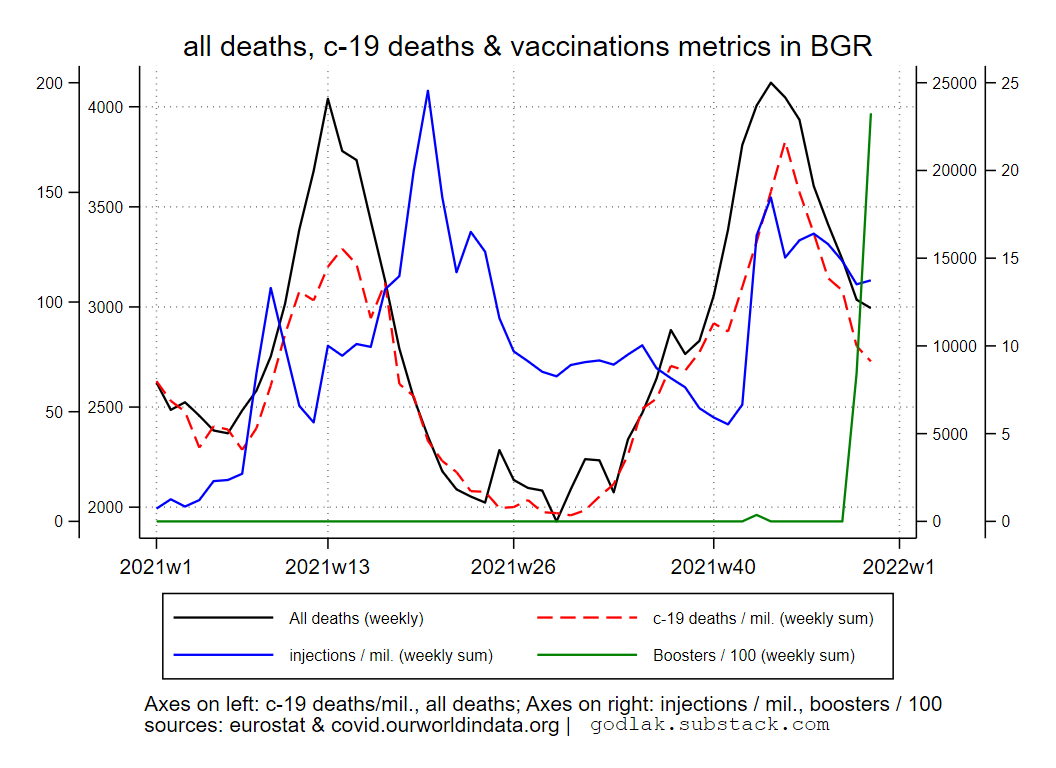 all deaths, c-19 deaths & vaccinations metrics in BGR
200 4000 25000 25
150 3500 20000 20
100 3000 15000 15
50 2500 10000 10
0 2000 5000 5
0 0
2021w1 2021w13 2021w26 2021w40 2022w1
All deaths (weekly) c-19 deaths / mil. (weekly sum)
injections / mil. (weekly sum) Boosters / 100 (weekly sum)
Axes on left: c-19 deaths/mil., all deaths; Axes on right: injections / mil., boosters / 100
sources: eurostat & covid.ourworldindata.org | godlak.substack.com